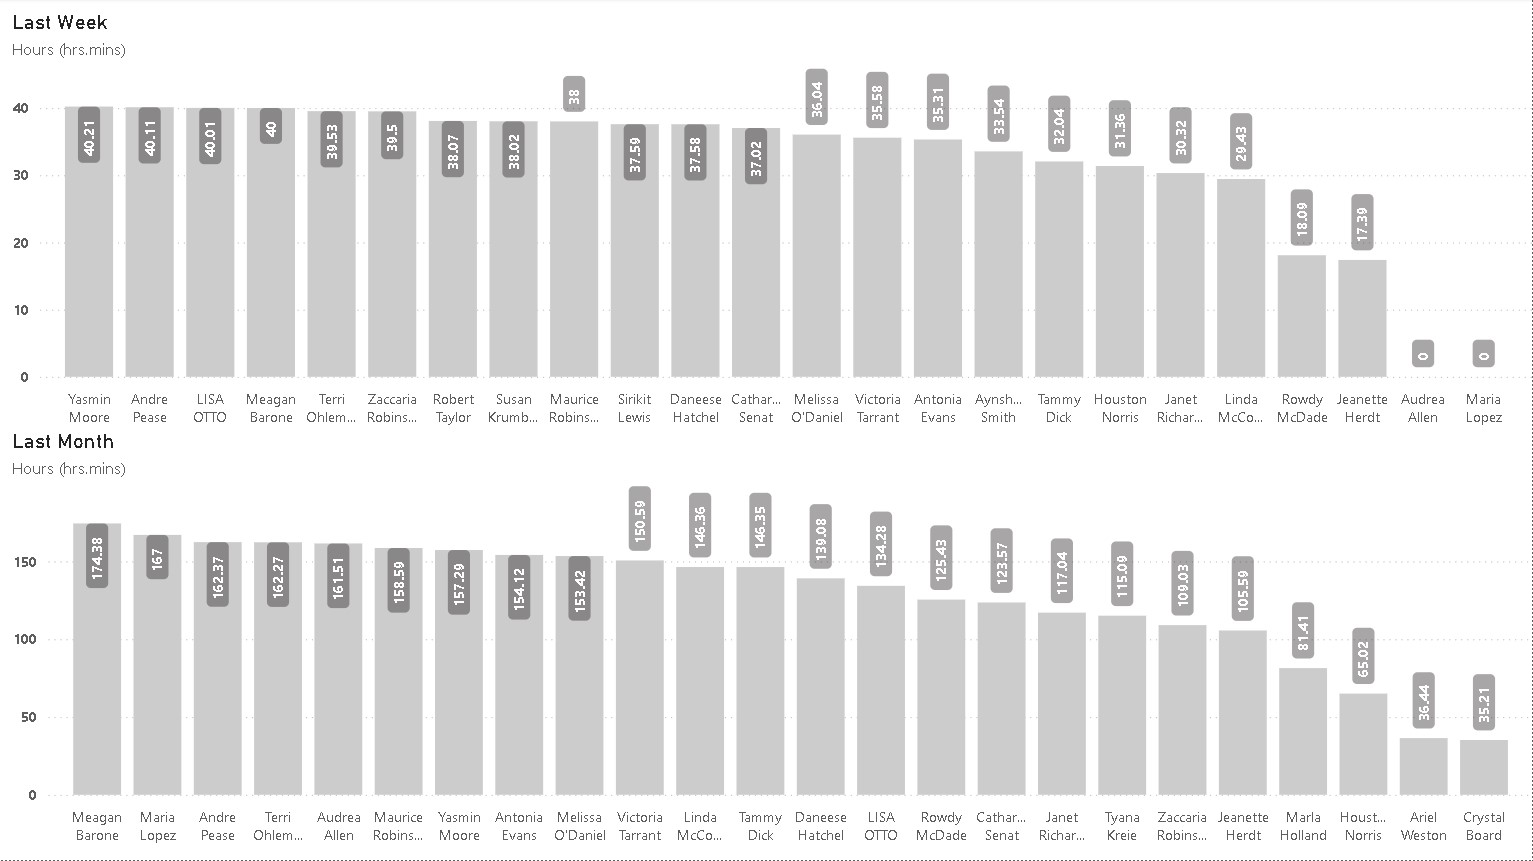 Last Week
Hours (hrs.mins)
40
30
20
10
0
40.21
40.11
40.01
40
39.53
39.5
38.07
38.02
38
37.59
37.58
37.02
36.04
35.58
35.31
33.54
32.04
31.36
30.32
29.43
18.09
17.39
0
0
Yasmin Moore
Andre Pease
LISA OTTO
Meagan Barone
Terri Ohlem...
Zaccaria Robins...
Robert Taylor
Susan Krumb...
Maurice Robins...
Sirikit Lewis
Daneese Hatchel
Cathar... Senat
Melissa O'Daniel
Victoria Tarrant
Antonia Evans
Aynsh... Smith
Tammy Dick
Houston Norris
Janet Richar...
Linda McCo...
Rowdy McDade
Jeanette Herdt
Audrea Allen
Maria Lopez
Last Month
Hours (hrs.mins)
150
100
50
0
174.38
167
162.37
162.27
161.51
158.59
157.29
154.12
153.42
150.59
146.36
146.35
139.08
134.28
125.43
123.57
117.04
115.09
109.03
105.59
81.41
65.02
36.44
35.21
Meagan Barone
Maria Lopez
Andre Pease
Terri Ohlem...
Audrea Allen
Maurice Robins...
Yasmin Moore
Antonia Evans
Melissa O'Daniel
Victoria Tarrant
Linda McCo...
Tammy Dick
Daneese Hatchel
LISA OTTO
Rowdy McDade
Cathar... Senat
Janet Richar...
Tyana Kreie
Zaccaria Robins...
Jeanette Herdt
Marla Holland
Houst... Norris
Ariel Weston
Crystal Board